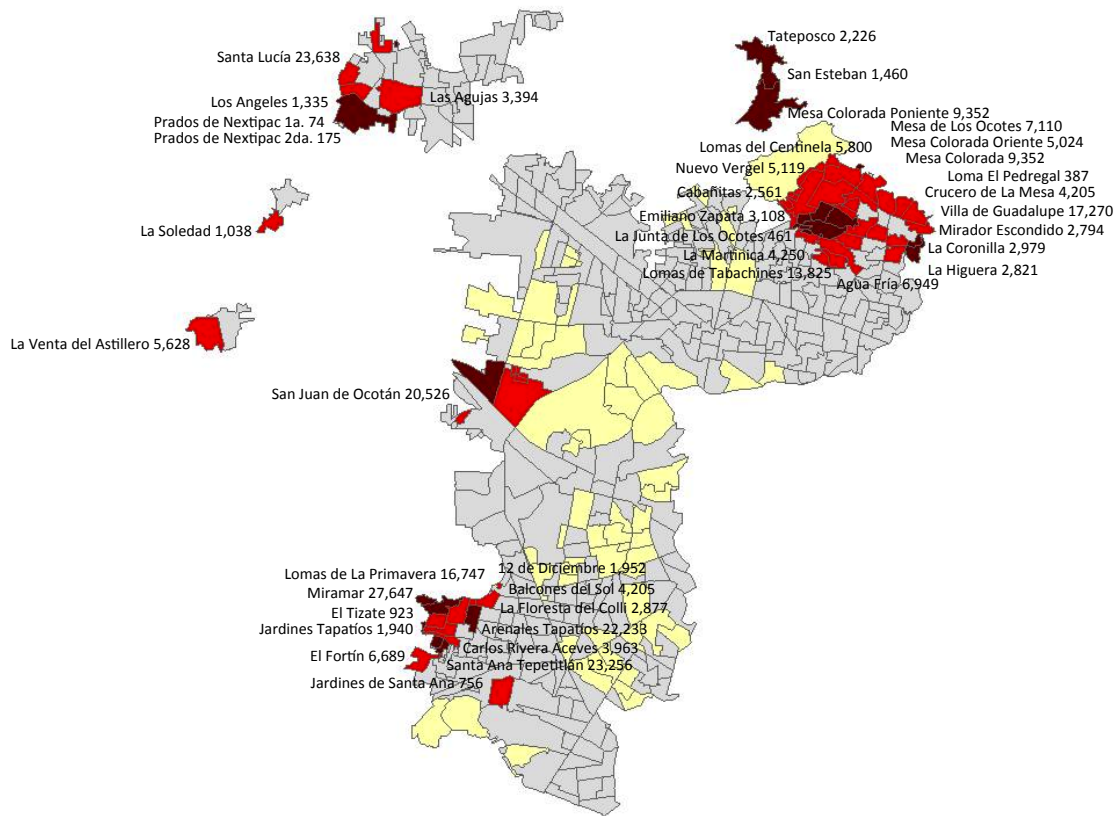 Tateposco 2,226
Santa Lucía 23,638
San Esteban 1,460
Las Agujas 3,394
Los Angeles 1,335
Mesa Colorada Poniente 9,352
Prados de Nextipac 1a. 74
Mesa de Los Ocotes 7,110
Prados de Nextipac 2da. 175
Mesa Colorada Oriente 5,024
Lomas del Centinela 5,800
Mesa Colorada 9,352
Nuevo Vergel 5,119
Loma El Pedregal 387
Cabañitas 2,561
Crucero de La Mesa 4,205
Emiliano Zapata 3,108
Villa de Guadalupe 17,270
La Soledad 1,038
Mirador Escondido 2,794
La Junta de Los Ocotes 461
La Coronilla 2,979
La Martinica 4,250
La Higuera 2,821
Lomas de Tabachines 13,825
Agua Fría 6,949
La Venta del Astillero 5,628
San Juan de Ocotán 20,526
12 de Diciembre 1,952
Lomas de La Primavera 16,747
Balcones del Sol 4,205
Miramar 27,647
La Floresta del Colli 2,877
El Tizate 923
Jardines Tapatíos 1,940
Arenales Tapatíos 22,233
Carlos Rivera Aceves 3,963
El Fortín 6,689
Santa Ana Tepetitlán 23,256
Jardines de Santa Ana 756